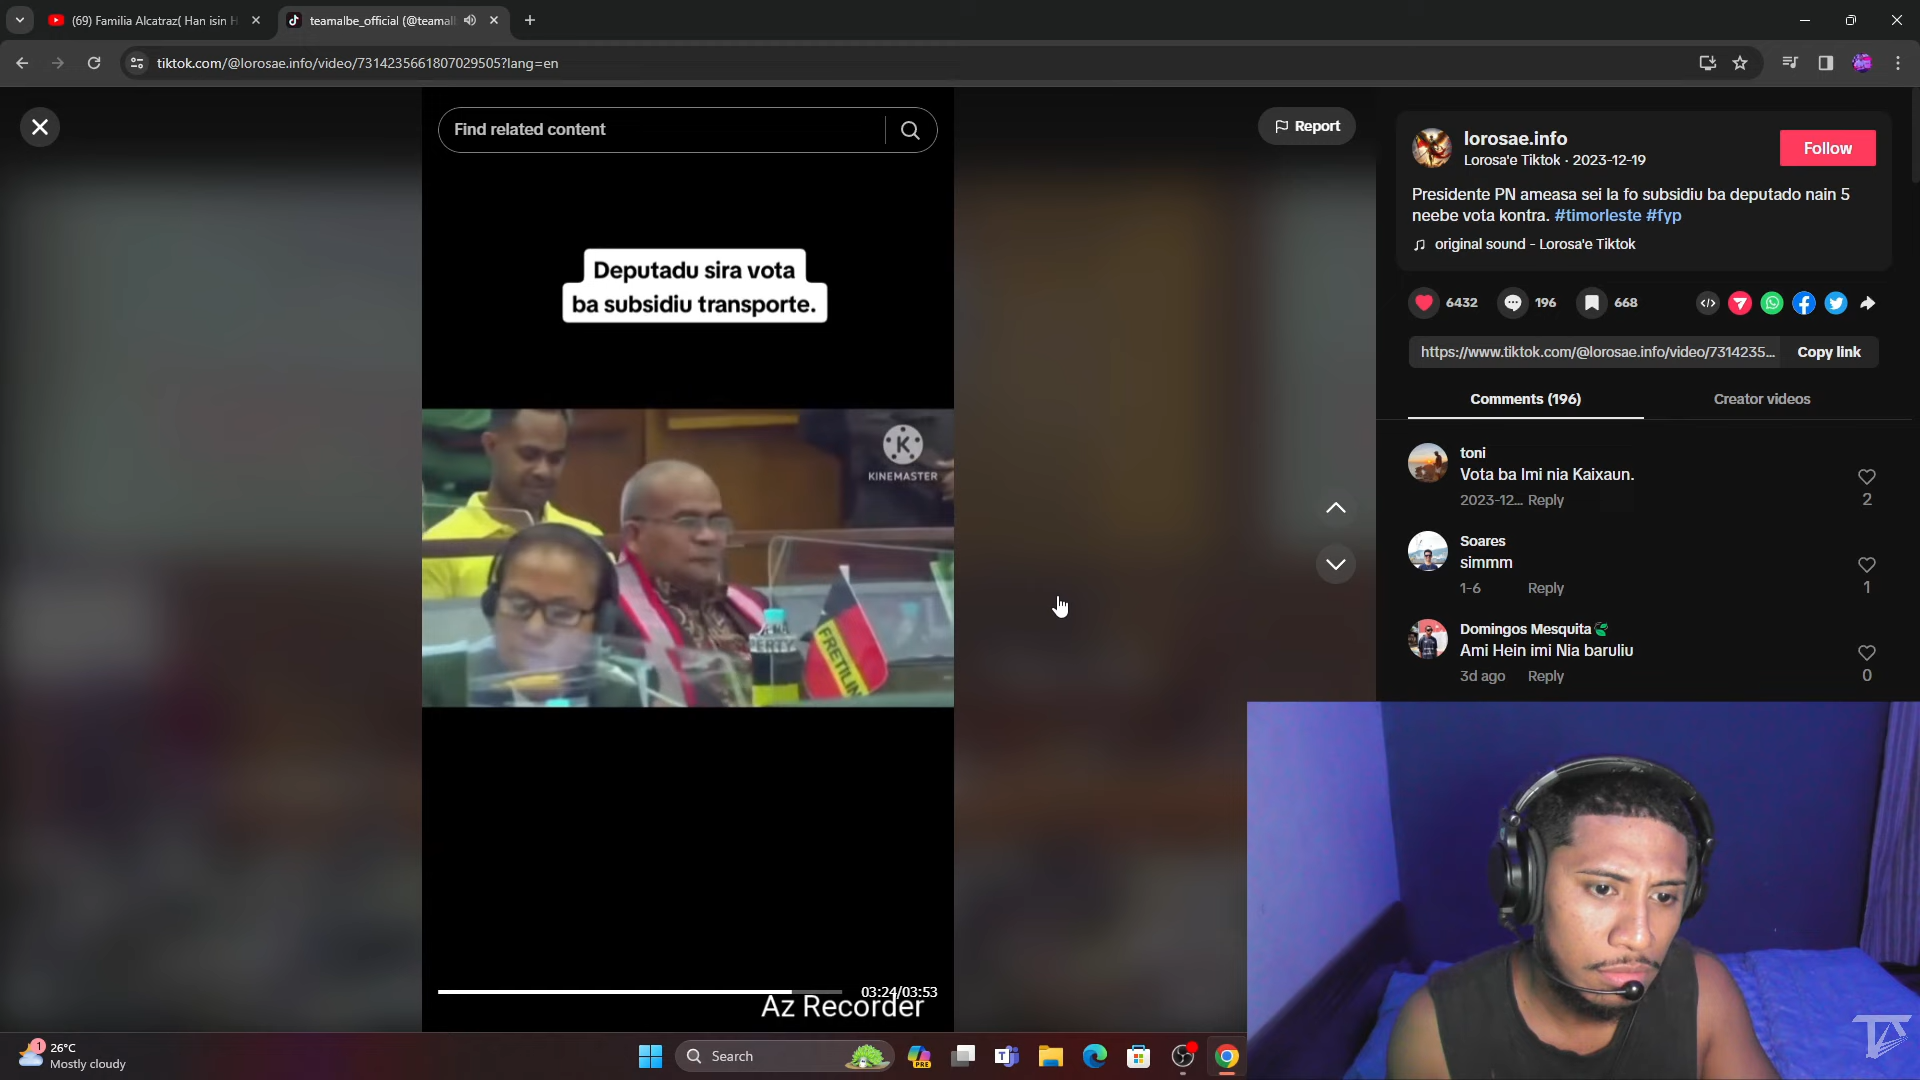 (69) Familia Alcatraz( Han isin H
teamalbe_official (@teamalb
tiktok.com/@lorosae.info/video/7314235661807029505?lang=en
Find related content
Report
Deputadu sira vota
ba subsidiu transporte.
K
KINEMASTER
FRETILIN
03:24/03:53
Az Recorder
lorosae.info
Lorosa'e Tiktok · 2023-12-19
Follow
Presidente PN ameasa sei la fo subsidiu ba deputado nain 5
neebe vota kontra. #timorleste #fyp
original sound - Lorosa'e Tiktok
6432
196
668
https://www.tiktok.com/@lorosae.info/video/7314235...
Copy link
Comments (196)
Creator videos
toni
Vota ba Imi nia Kaixaun.
2023-12... Reply
2
Soares
simmm
1-6 Reply
1
Domingos Mesquita
Ami Hein imi Nia baruliu
3d ago Reply
0
1
26°C
Mostly cloudy
Search
PRE